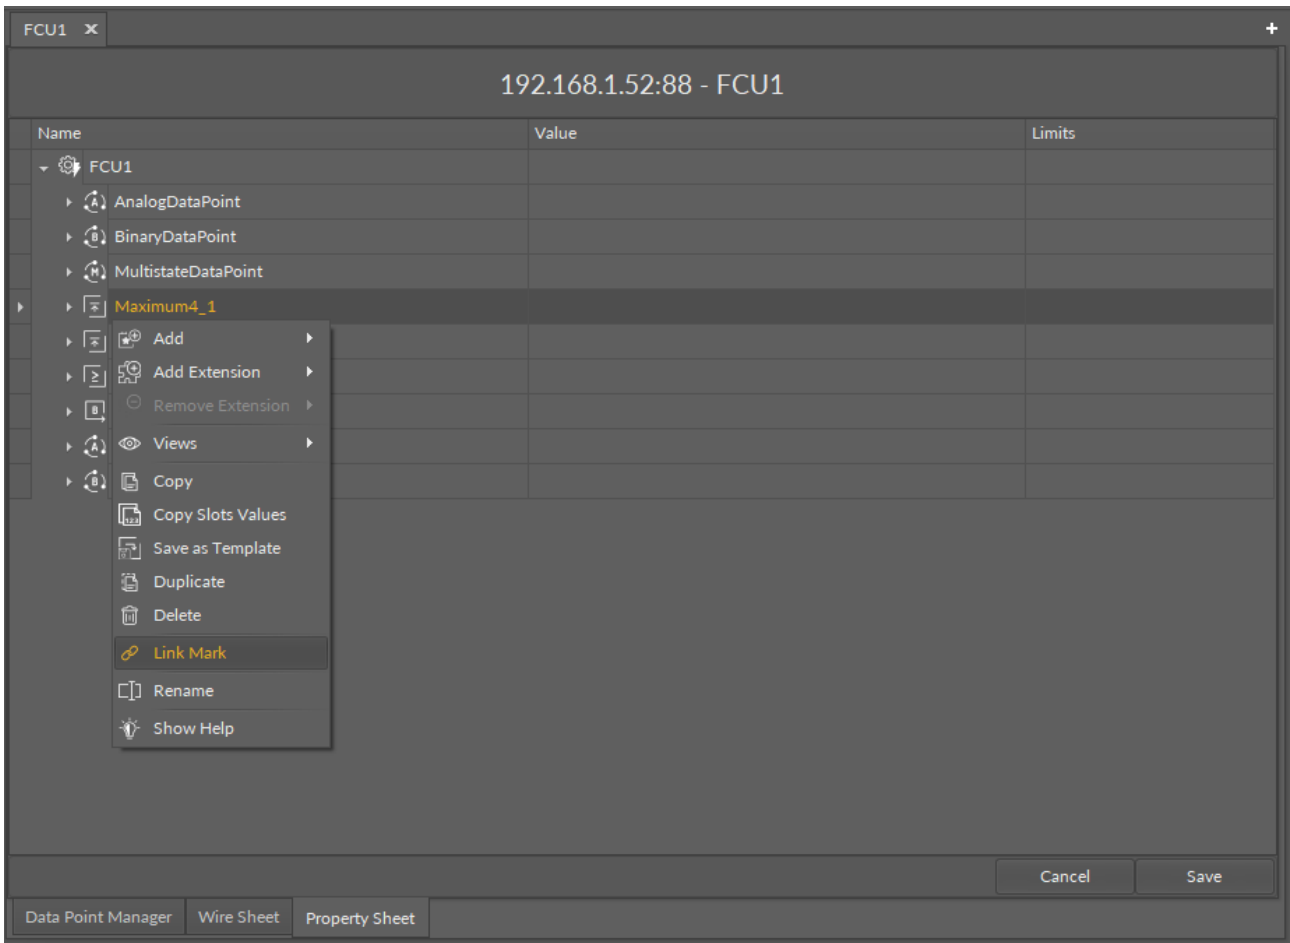 FCU1
192.168.1.52:88 - FCU1
Name Value Limits
FCU1
AnalogDataPoint
BinaryDataPoint
MultistateDataPoint
Maximum4_1
Add
Add Extension
Remove Extension
Views
Copy
Copy Slots Values
Save as Template
Duplicate
Delete
Link Mark
Rename
Show Help
Cancel Save
Data Point Manager Wire Sheet Property Sheet